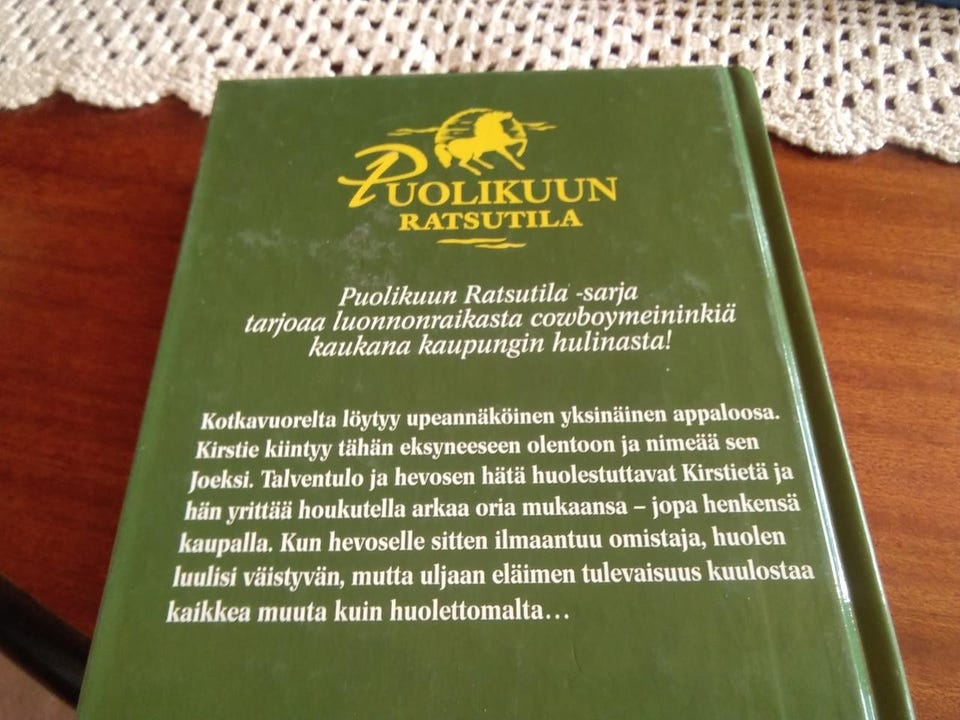 PUOLIKUUN
RATSUTILA
Puolikuun Ratsutila -sarja
tarjoaa luonnonraikasta cowboymeininkiä
kaukana kaupungin hulinasta!
Kotkavuorelta löytyy upeannäköinen yksinäinen appaloosa.
Kirstie kiintyy tähän eksyneeseen olentoon ja nimeää sen
Joeksi. Talventulo ja hevosen hätä huolestuttavat Kirstietä ja
hän yrittää houkutella arkaa oria mukaansa – jopa henkensä
kaupalla. Kun hevoselle sitten ilmaantuu omistaja, huolen
luulisi väistyvän, mutta uljaan eläimen tulevaisuus kuulostaa
kaikkea muuta kuin huolettomalta…